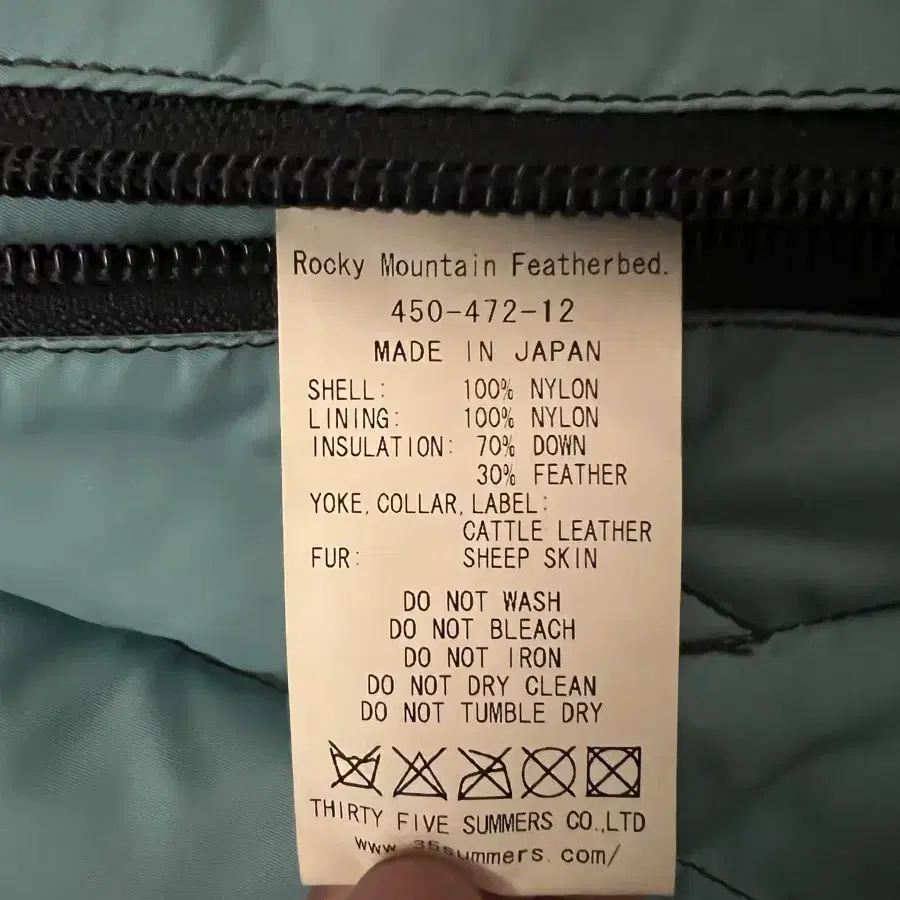 Rocky Mountain Featherbed.
450-472-12
MADE IN JAPAN
SHELL: 100% NYLON
LINING: 100% NYLON
INSULATION: 70% DOWN
30% FEATHER
YOKE, COLLAR, LABEL:
CATTLE LEATHER
FUR: SHEEP SKIN
DO NOT WASH
DO NOT BLEACH
DO NOT IRON
DO NOT DRY CLEAN
DO NOT TUMBLE DRY
THIRTY FIVE SUMMERS CO.,LTD
www.35summers.com/